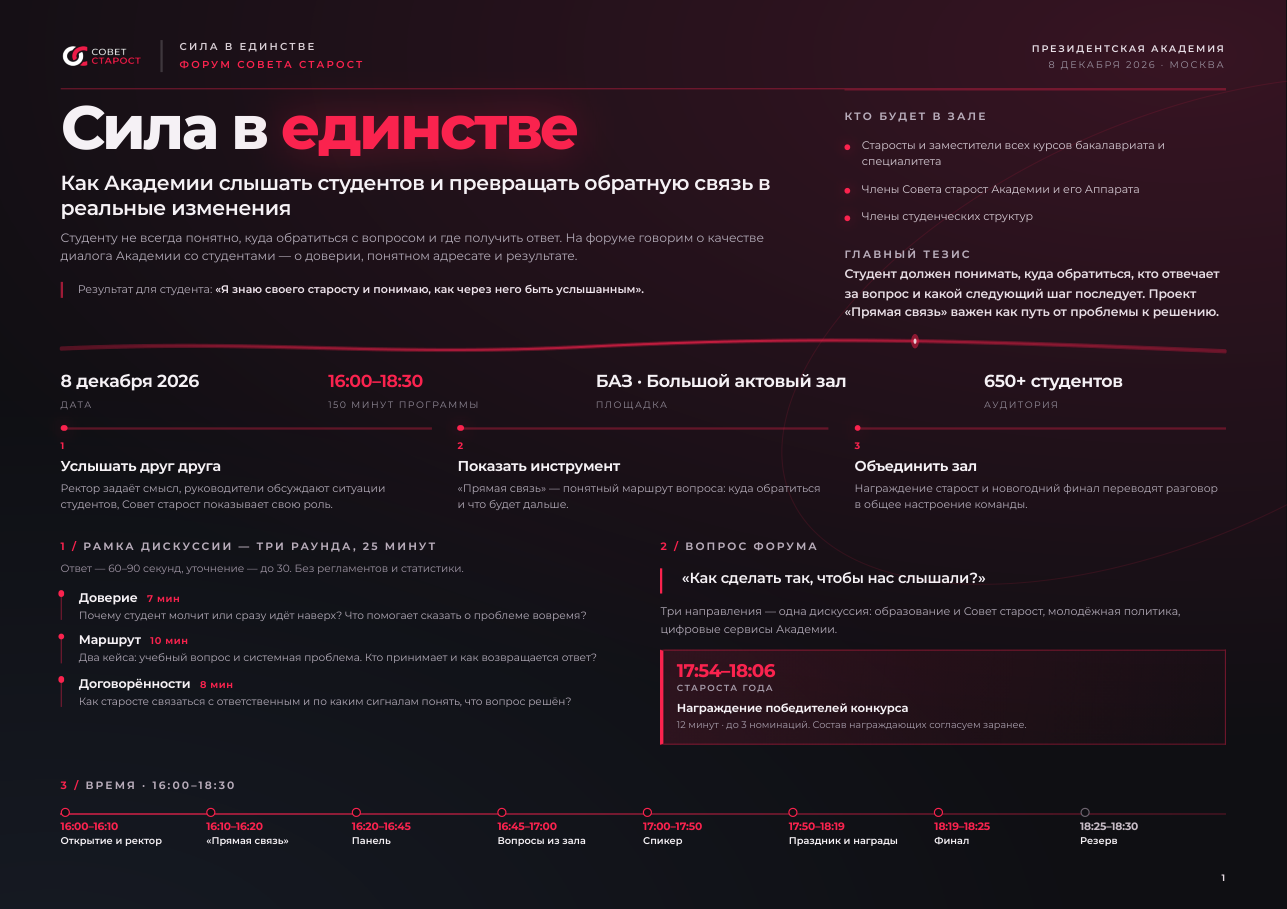 СОВЕТ
СТАРОСТ
СИЛА В ЕДИНСТВЕ
ФОРУМ СОВЕТА СТАРОСТ
ПРЕЗИДЕНТСКАЯ АКАДЕМИЯ
8 ДЕКАБРЯ 2026 · МОСКВА
Сила в единстве
Как Академии слышать студентов и превращать обратную связь в
реальные изменения
Студенту не всегда понятно, куда обратиться с вопросом и где получить ответ. На форуме говорим о качестве
диалога Академии со студентами — о доверии, понятном адресате и результате.
Результат для студента: «Я знаю своего старосту и понимаю, как через него быть услышанным».
КТО БУДЕТ В ЗАЛЕ
Старосты и заместители всех курсов бакалавриата и
специалитета
Члены Совета старост Академии и его Аппарата
Члены студенческих структур
ГЛАВНЫЙ ТЕЗИС
Студент должен понимать, куда обратиться, кто отвечает
за вопрос и какой следующий шаг последует. Проект
«Прямая связь» важен как путь от проблемы к решению.
8 декабря 2026
ДАТА
16:00–18:30
150 МИНУТ ПРОГРАММЫ
БАЗ · Большой актовый зал
ПЛОЩАДКА
650+ студентов
АУДИТОРИЯ
1
Услышать друг друга
Ректор задаёт смысл, руководители обсуждают ситуации
студентов, Совет старост показывает свою роль.
2
Показать инструмент
«Прямая связь» — понятный маршрут вопроса: куда обратиться
и что будет дальше.
3
Объединить зал
Награждение старост и новогодний финал переводят разговор
в общее настроение команды.
1 / РАМКА ДИСКУССИИ — ТРИ РАУНДА, 25 МИНУТ
Ответ — 60–90 секунд, уточнение — до 30. Без регламентов и статистики.
Доверие 7 мин
Почему студент молчит или сразу идёт наверх? Что помогает сказать о проблеме вовремя?
Маршрут 10 мин
Два кейса: учебный вопрос и системная проблема. Кто принимает и как возвращается ответ?
Договорённости 8 мин
Как старосте связаться с ответственным и по каким сигналам понять, что вопрос решён?
2 / ВОПРОС ФОРУМА
«Как сделать так, чтобы нас слышали?»
Три направления — одна дискуссия: образование и Совет старост, молодёжная политика,
цифровые сервисы Академии.
17:54–18:06
СТАРОСТА ГОДА
Награждение победителей конкурса
12 минут · до 3 номинаций. Состав награждающих согласуем заранее.
3 / ВРЕМЯ · 16:00–18:30
16:00–16:10
Открытие и ректор
16:10–16:20
«Прямая связь»
16:20–16:45
Панель
16:45–17:00
Вопросы из зала
17:00–17:50
Спикер
17:50–18:19
Праздник и награды
18:19–18:25
Финал
18:25–18:30
Резерв
1